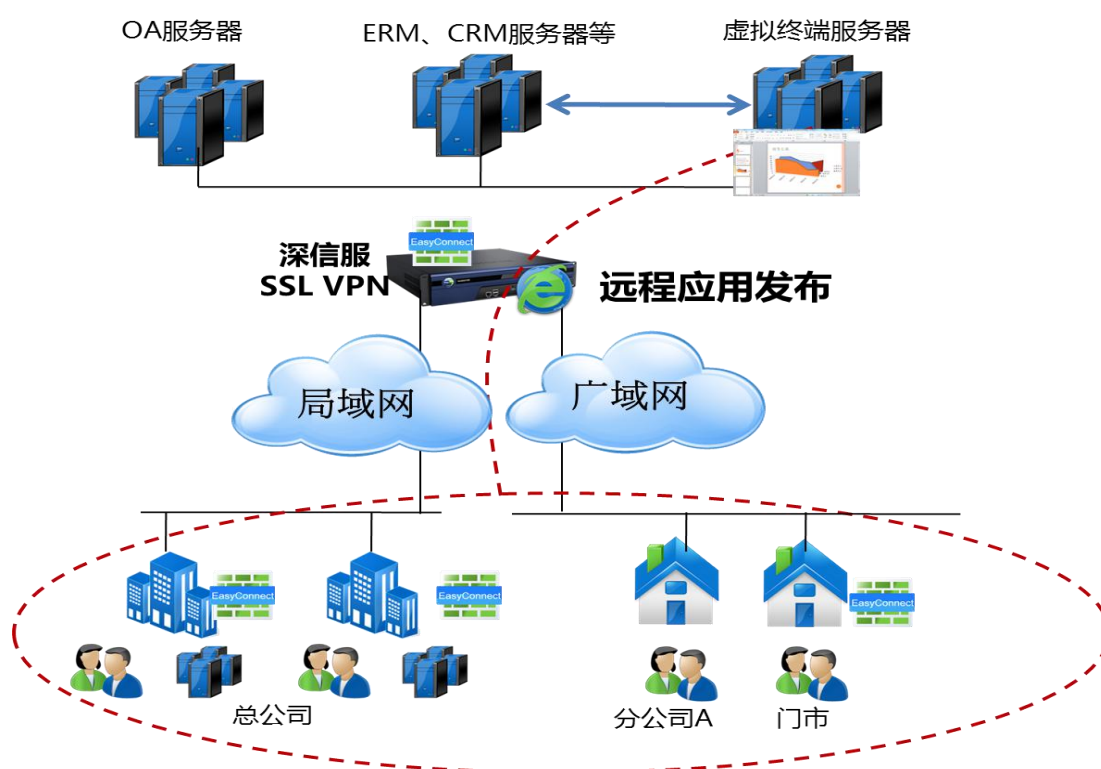 OA服务器
ERM、CRM服务器等
虚拟终端服务器
EasyConnect
深信服
SSL VPN
远程应用发布
局域网
广域网
EasyConnect
EasyConnect
EasyConnect
总公司
分公司A
门市